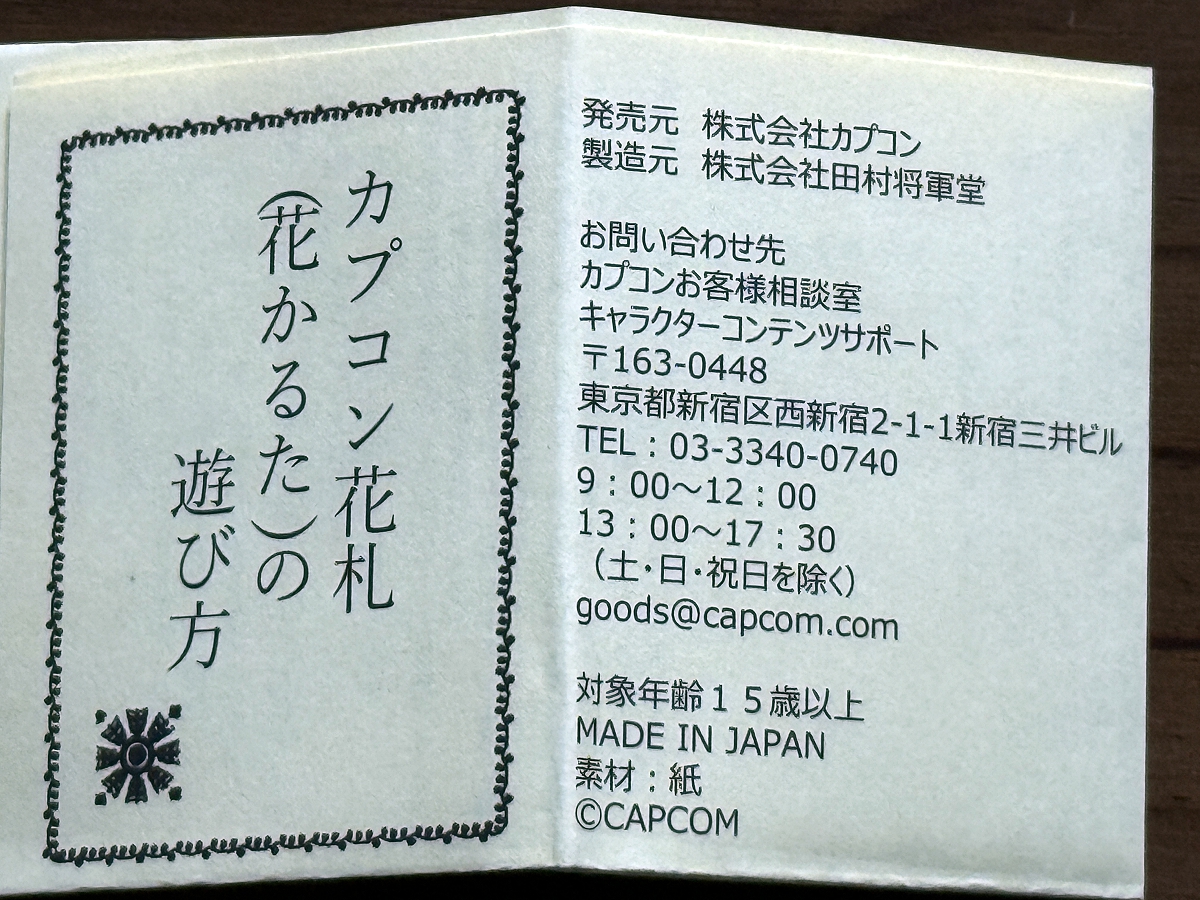 カプコン花札
(花かるた)の
遊び方
発売元 株式会社カプコン
製造元 株式会社田村将軍堂
お問い合わせ先
カプコンお客様相談室
キャラクターコンテンツサポート
〒163-0448
東京都新宿区西新宿2-1-1新宿三井ビル
TEL：03-3340-0740
9：00～12：00
13：00～17：30
（土・日・祝日を除く）
goods@capcom.com
対象年齢１５歳以上
MADE IN JAPAN
素材：紙
©CAPCOM